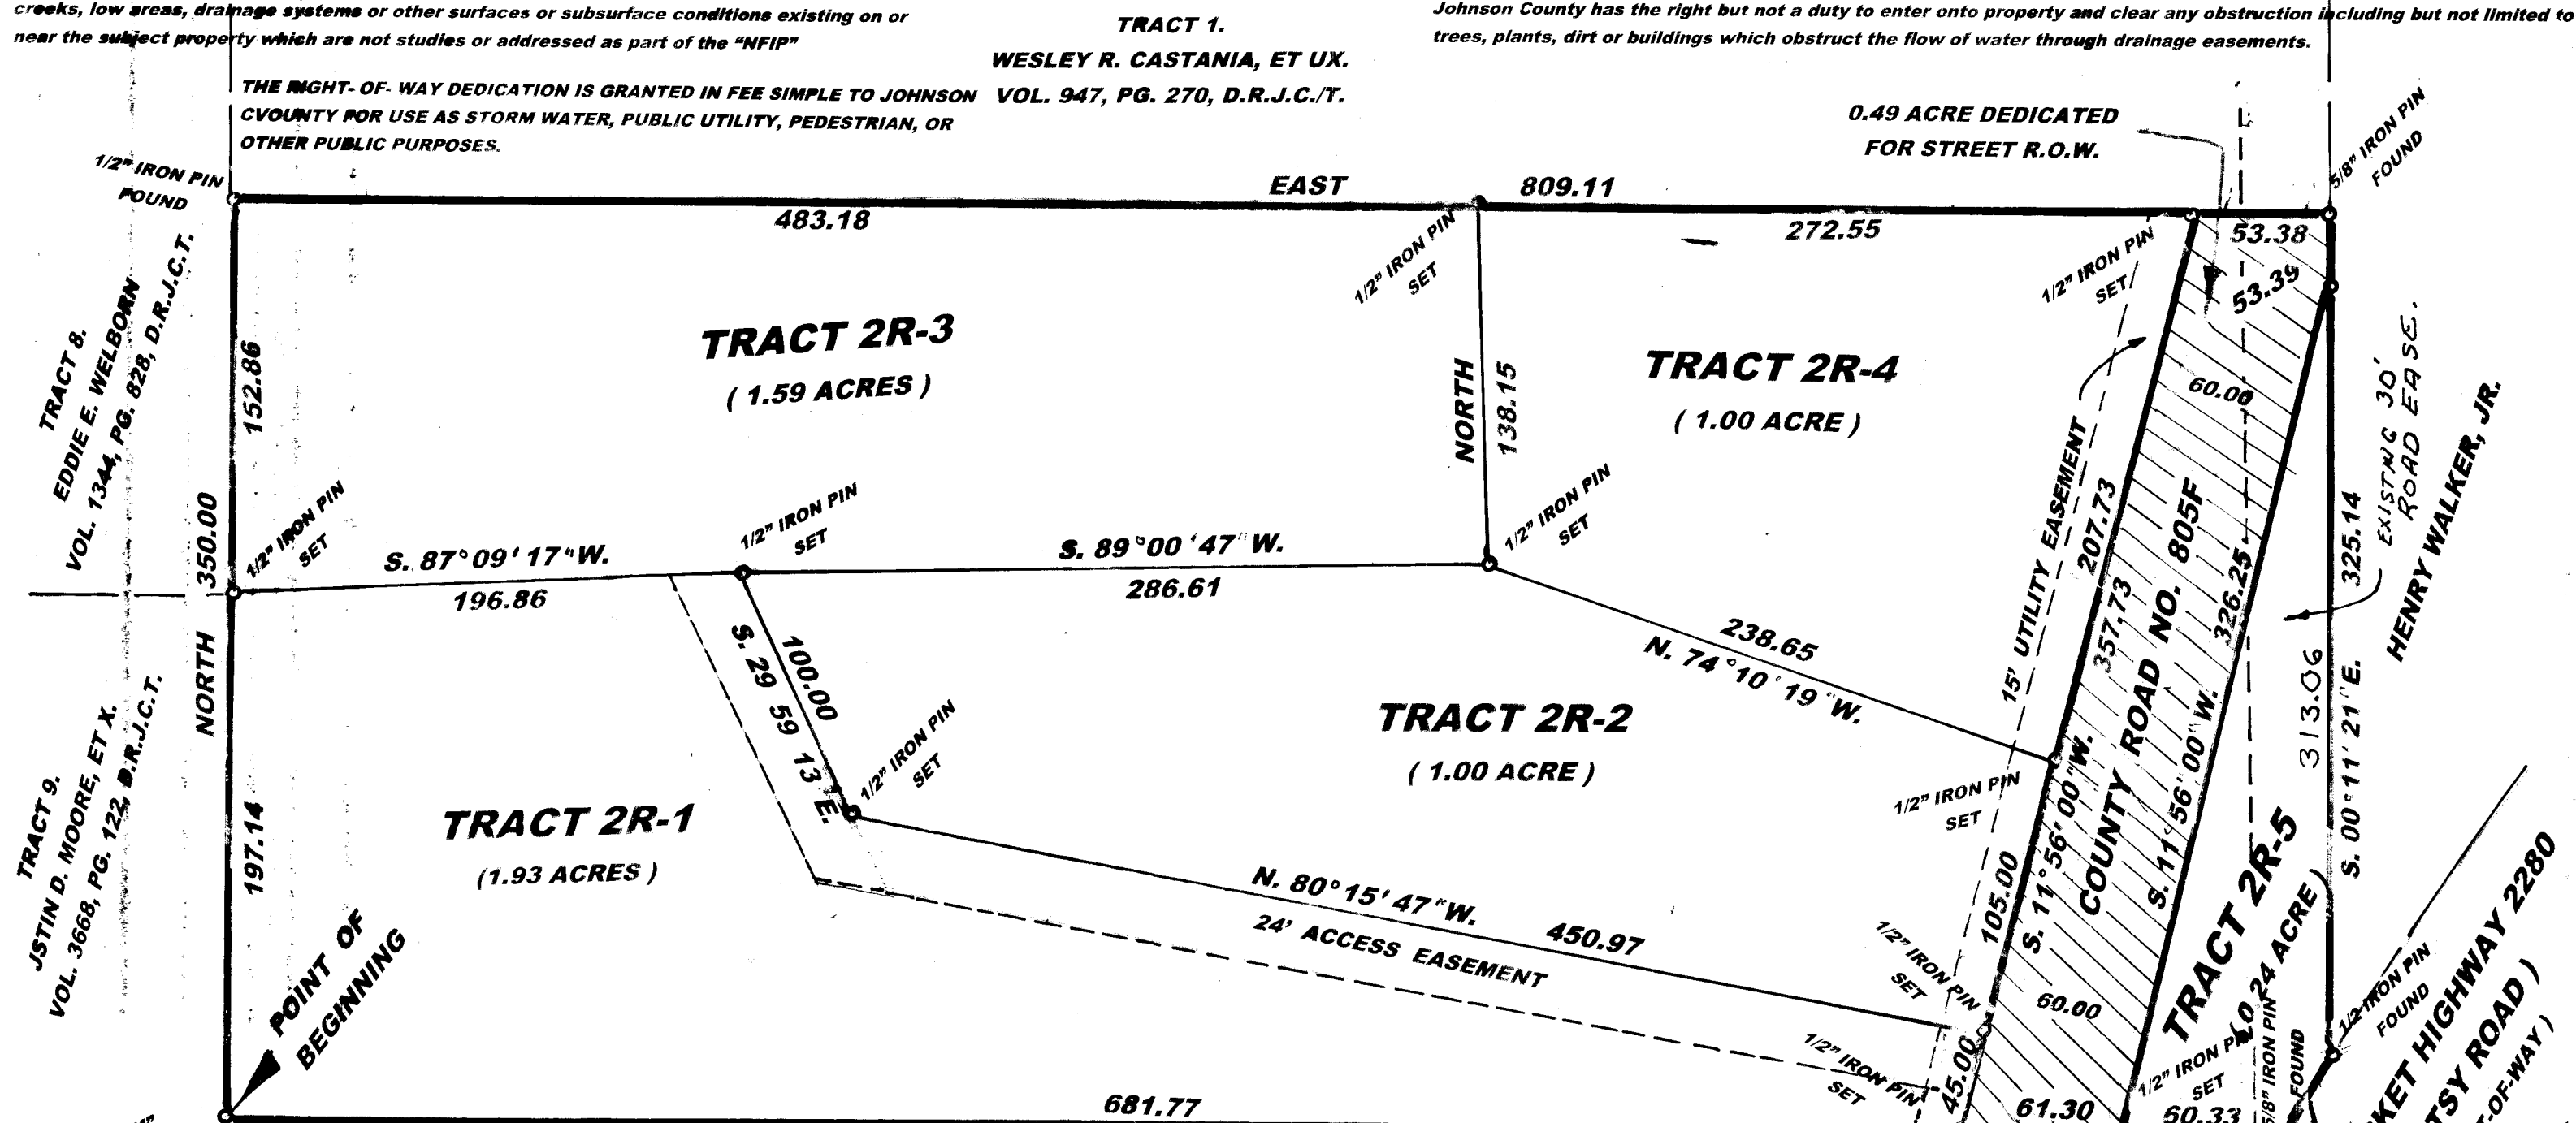 creeks, low areas, drainage systems or other surfaces or subsurface conditions existing on or
near the subject property which are not studies or addressed as part of the “NFIP”
THE RIGHT- OF- WAY DEDICATION IS GRANTED IN FEE SIMPLE TO JOHNSON
CVOUNTY FOR USE AS STORM WATER, PUBLIC UTILITY, PEDESTRIAN, OR
OTHER PUBLIC PURPOSES.
TRACT 1.
WESLEY R. CASTANIA, ET UX.
VOL. 947, PG. 270, D.R.J.C./T.
Johnson County has the right but not a duty to enter onto property and clear any obstruction including but not limited to
trees, plants, dirt or buildings which obstruct the flow of water through drainage easements.
0.49 ACRE DEDICATED
FOR STREET R.O.W.
5/8” IRON PIN
FOUND
1/2” IRON PIN
FOUND
EAST 809.11
483.18
272.55
53.38
53.39
1/2” IRON PIN
SET
1/2” IRON PIN
SET
TRACT 8.
EDDIE E. WELBORN
VOL. 1344, PG. 828, D.R.J.C.T.
152.86
TRACT 2R-3
( 1.59 ACRES )
NORTH
138.15
TRACT 2R-4
( 1.00 ACRE )
60.00
EXISTING 30'
ROAD EASE.
HENRY WALKER, JR.
NORTH 350.00
1/2” IRON PIN
SET
1/2” IRON PIN
SET
1/2” IRON PIN
SET
S. 87°09'17"W.
196.86
S. 89°00'47"W.
286.61
238.65
N. 74°10'19"W.
15' UTILITY EASEMENT
207.73
357.73
COUNTY ROAD NO. 805F
326.25
325.14
313.06
S. 00°11'21"E.
S. 29 59 13 E.
100.00
1/2” IRON PIN
SET
TRACT 2R-2
( 1.00 ACRE )
1/2” IRON PIN
SET
S. 11°56'00"W.
S. 11°56'00"W.
105.00
TRACT 9.
JSTIN D. MOORE, ET X.
VOL. 3668, PG. 122, D.R.J.C.T.
197.14
TRACT 2R-1
(1.93 ACRES )
N. 80°15'47"W. 450.97
24' ACCESS EASEMENT
1/2” IRON PIN
SET
60.00
TRACT 2R-5
0.24 ACRE )
1/2 IRON PIN
FOUND
POINT OF
BEGINNING
1/2” IRON PIN
SET
45.00
1/2” IRON PIN
SET
5/8” IRON PIN
FOUND
KET HIGHWAY 2280
TSY ROAD )
T-OF-WAY )
681.77
61.30
60.33